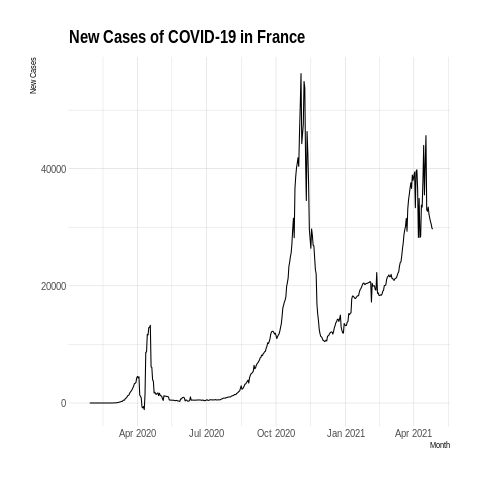 New Cases of COVID-19 in France
New Cases
40000
20000
0
Apr 2020 Jul 2020 Oct 2020 Jan 2021 Apr 2021
Month